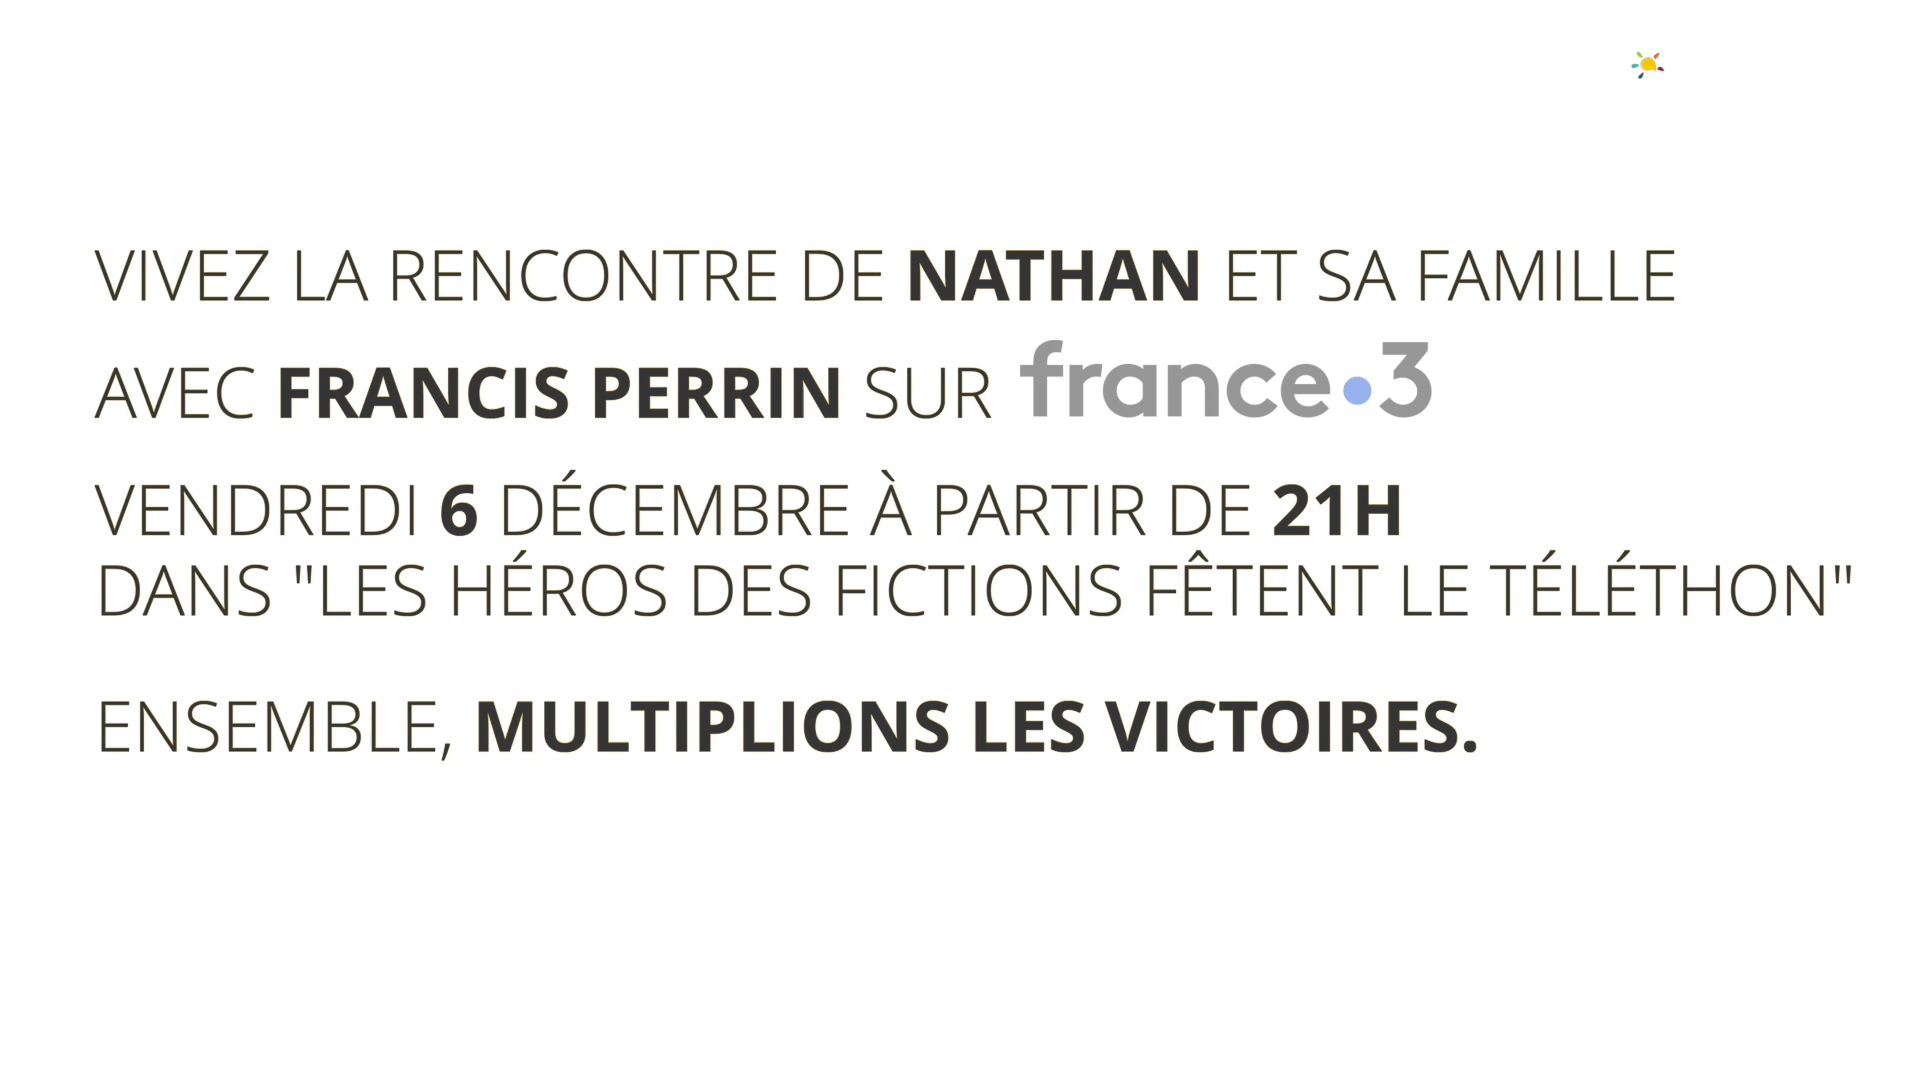 VIVEZ LA RENCONTRE DE NATHAN ET SA FAMILLE
AVEC FRANCIS PERRIN SUR france•3
VENDREDI 6 DÉCEMBRE À PARTIR DE 21H
DANS "LES HÉROS DES FICTIONS FÊTENT LE TÉLÉTHON"
ENSEMBLE, MULTIPLIONS LES VICTOIRES.